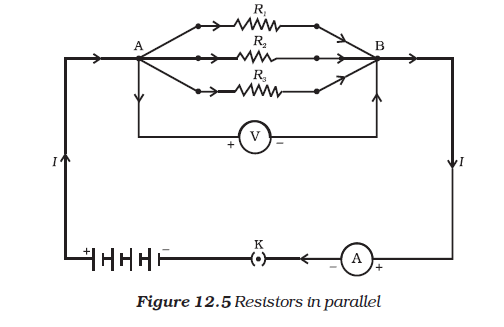 R₁
R₂
A
B
R₃
V
+ −
I
I
+ −
K
A
− +
Figure 12.5 Resistors in parallel